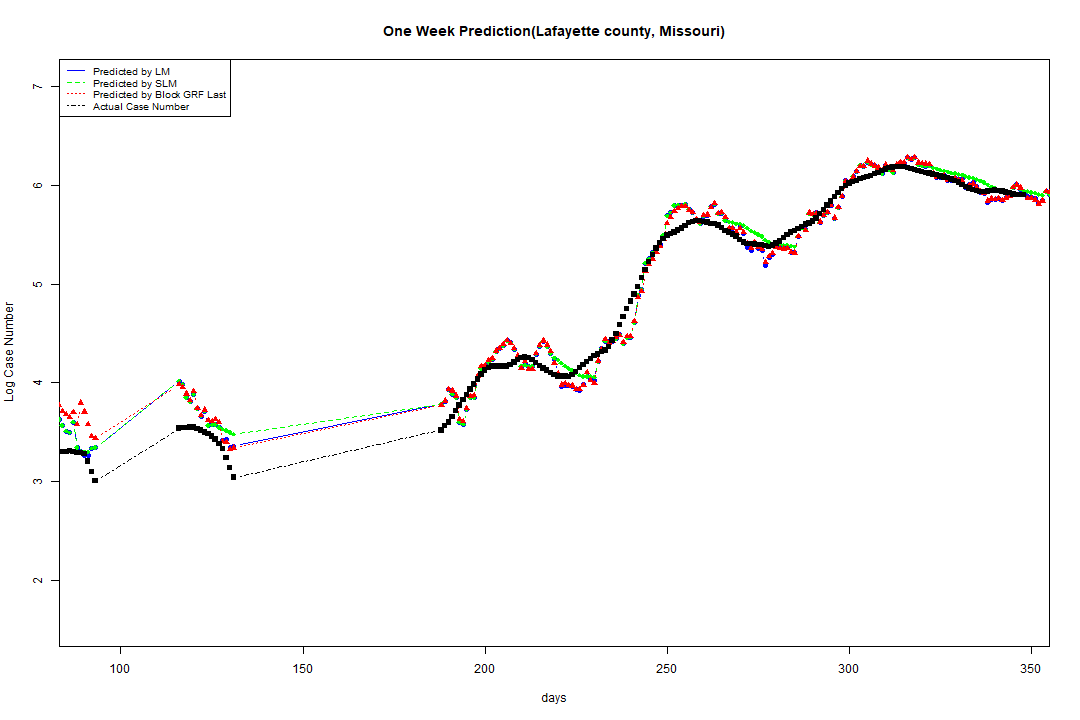 One Week Prediction(Lafayette county, Missouri)
Predicted by LM
Predicted by SLM
Predicted by Block GRF Last
Actual Case Number
7
6
5
4
3
2
Log Case Number
100 150 200 250 300 350
days